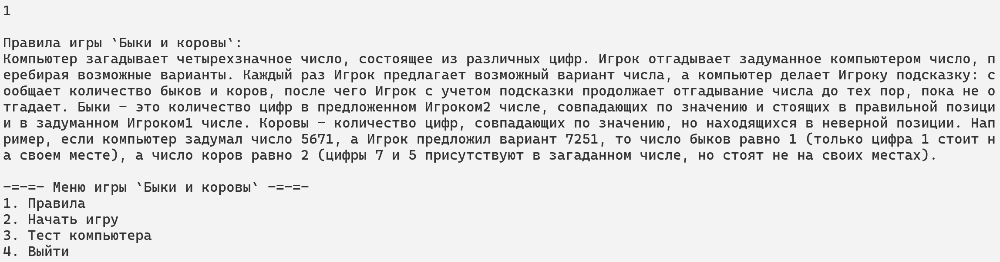 1
Правила игры `Быки и коровы`:
Компьютер загадывает четырехзначное число, состоящее из различных цифр. Игрок отгадывает задуманное компьютером число, п
еребирая возможные варианты. Каждый раз Игрок предлагает возможный вариант числа, а компьютер делает Игроку подсказку: с
ообщает количество быков и коров, после чего Игрок с учетом подсказки продолжает отгадывание числа до тех пор, пока не о
тгадает. Быки – это количество цифр в предложенном Игроком2 числе, совпадающих по значению и стоящих в правильной позици
и в задуманном Игроком1 числе. Коровы – количество цифр, совпадающих по значению, но находящихся в неверной позиции. Нап
ример, если компьютер задумал число 5671, а Игрок предложил вариант 7251, то число быков равно 1 (только цифра 1 стоит н
а своем месте), а число коров равно 2 (цифры 7 и 5 присутствуют в загаданном числе, но стоят не на своих местах).
-=-=- Меню игры `Быки и коровы` -=-=-
1. Правила
2. Начать игру
3. Тест компьютера
4. Выйти